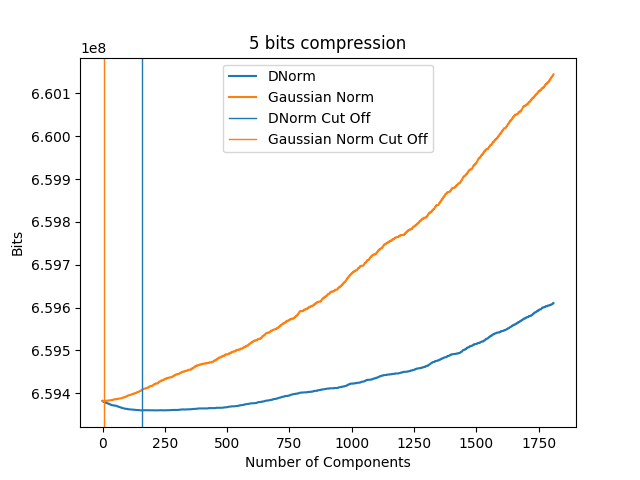 5 bits compression
1e8
DNorm
Gaussian Norm
DNorm Cut Off
Gaussian Norm Cut Off
6.601
6.600
6.599
6.598
6.597
6.596
6.595
6.594
Bits
0 250 500 750 1000 1250 1500 1750
Number of Components